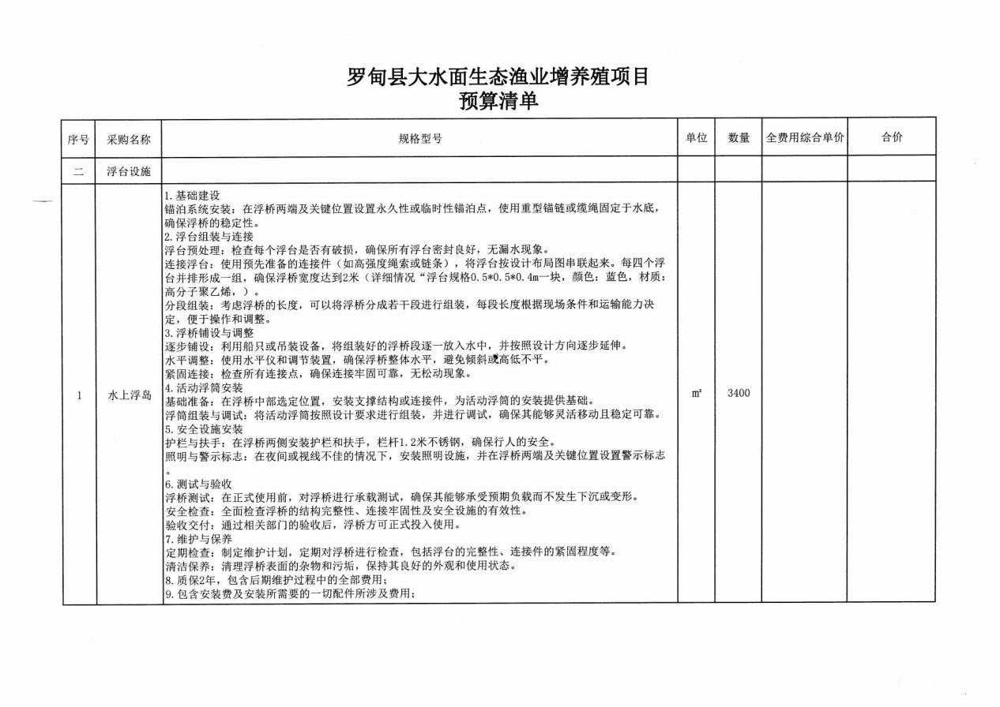 罗甸县大水面生态渔业增养殖项目
预算清单
序号 采购名称 规格型号 单位 数量 全费用综合单价 合价
二 浮台设施
1 水上浮岛 m² 3400
1.基础建设
锚泊系统安装：在浮桥两端及关键位置设置永久性或临时性锚泊点，使用重型锚链或缆绳固定于水底，
确保浮桥的稳定性。
2.浮台组装与连接
浮台预处理：检查每个浮台是否有破损，确保所有浮台密封良好，无漏水现象。
连接浮台：使用预先准备的连接件（如高强度绳索或链条），将浮台按设计布局图串联起来。每四个浮
台并排形成一组，确保浮桥宽度达到2米（详细情况“浮台规格0.5*0.5*0.4m一块，颜色：蓝色，材质：
高分子聚乙烯，）。
分段组装：考虑浮桥的长度，可以将浮桥分成若干段进行组装，每段长度根据现场条件和运输能力决
定，便于操作和调整。
3.浮桥铺设与调整
逐步铺设：利用船只或吊装设备，将组装好的浮桥段逐一放入水中，并按照设计方向逐步延伸。
水平调整：使用水平仪和调节装置，确保浮桥整体水平，避免倾斜或高低不平。
紧固连接：检查所有连接点，确保连接牢固可靠，无松动现象。
4.活动浮筒安装
基础准备：在浮桥中部选定位置，安装支撑结构或连接件，为活动浮筒的安装提供基础。
浮筒组装与调试：将活动浮筒按照设计要求进行组装，并进行调试，确保其能够灵活移动且稳定可靠。
5.安全设施安装
护栏与扶手：在浮桥两侧安装护栏和扶手，栏杆1.2米不锈钢，确保行人的安全。
照明与警示标志：在夜间或视线不佳的情况下，安装照明设施，并在浮桥两端及关键位置设置警示标志
。
6.测试与验收
浮桥测试：在正式使用前，对浮桥进行承载测试，确保其能够承受预期负载而不发生下沉或变形。
安全检查：全面检查浮桥的结构完整性、连接牢固性及安全设施的有效性。
验收交付：通过相关部门的验收后，浮桥方可正式投入使用。
7.维护与保养
定期检查：制定维护计划，定期对浮桥进行检查，包括浮台的完整性、连接件的紧固程度等。
清洁保养：清理浮桥表面的杂物和污垢，保持其良好的外观和使用状态。
8.质保2年，包含后期维护过程中的全部费用；
9.包含安装费及安装所需要的一切配件所涉及费用；